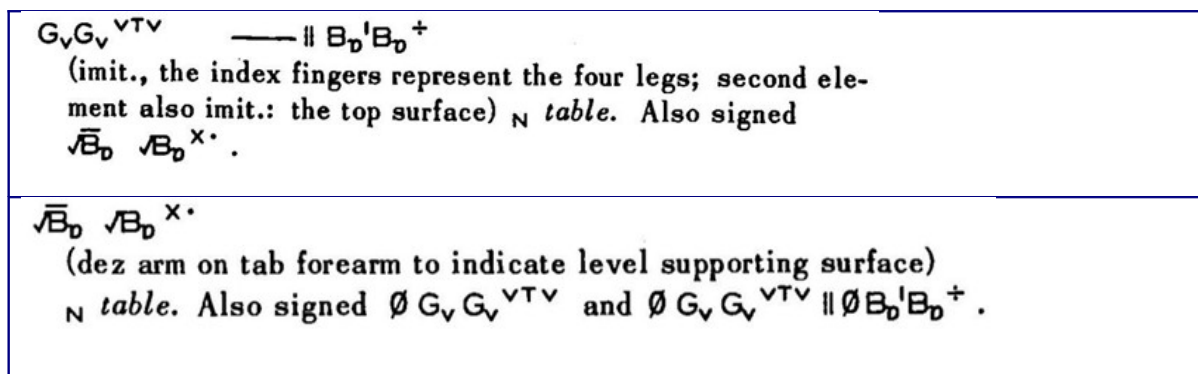 GᵥGᵥ ᵛᵀᵛ —— ‖ B_D ˈB_D ÷
(imit., the index fingers represent the four legs; second ele-
ment also imit.: the top surface) ɴ table. Also signed
√B̅_D √B_D ˣ· .
√B̅_D √B_D ˣ·
(dez arm on tab forearm to indicate level supporting surface)
ɴ table. Also signed Ø GᵥGᵥ ᵛᵀᵛ and Ø GᵥGᵥ ᵛᵀᵛ ‖ Ø B_D ˈB_D ÷ .